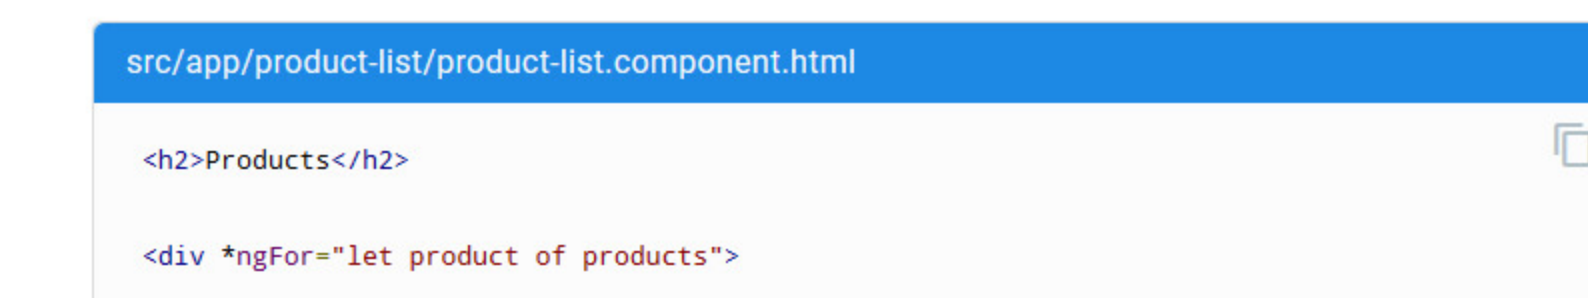 src/app/product-list/product-list.component.html
<h2>Products</h2>
<div *ngFor="let product of products">